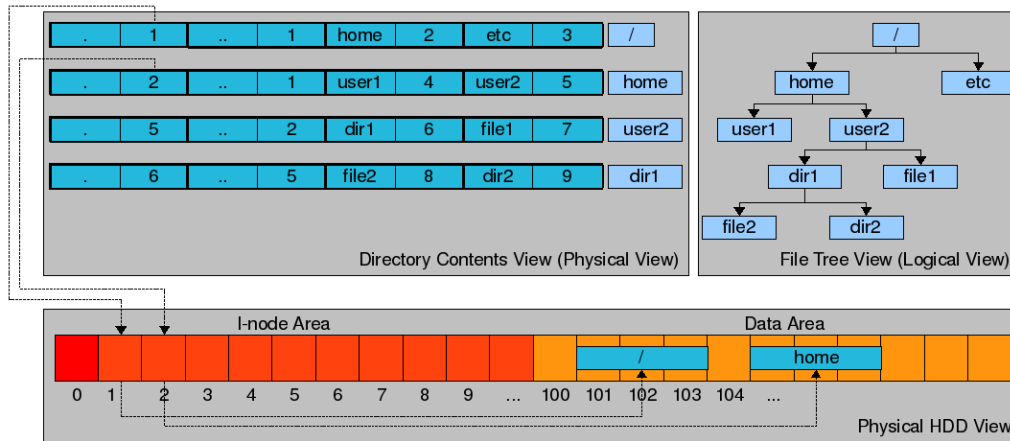 . 1 .. 1 home 2 etc 3 /
. 2 .. 1 user1 4 user2 5 home
. 5 .. 2 dir1 6 file1 7 user2
. 6 .. 5 file2 8 dir2 9 dir1
Directory Contents View (Physical View)
/
home etc
user1 user2
dir1 file1
file2 dir2
File Tree View (Logical View)
I-node Area Data Area
/ home
0 1 2 3 4 5 6 7 8 9 ... 100 101 102 103 104 ...
Physical HDD View